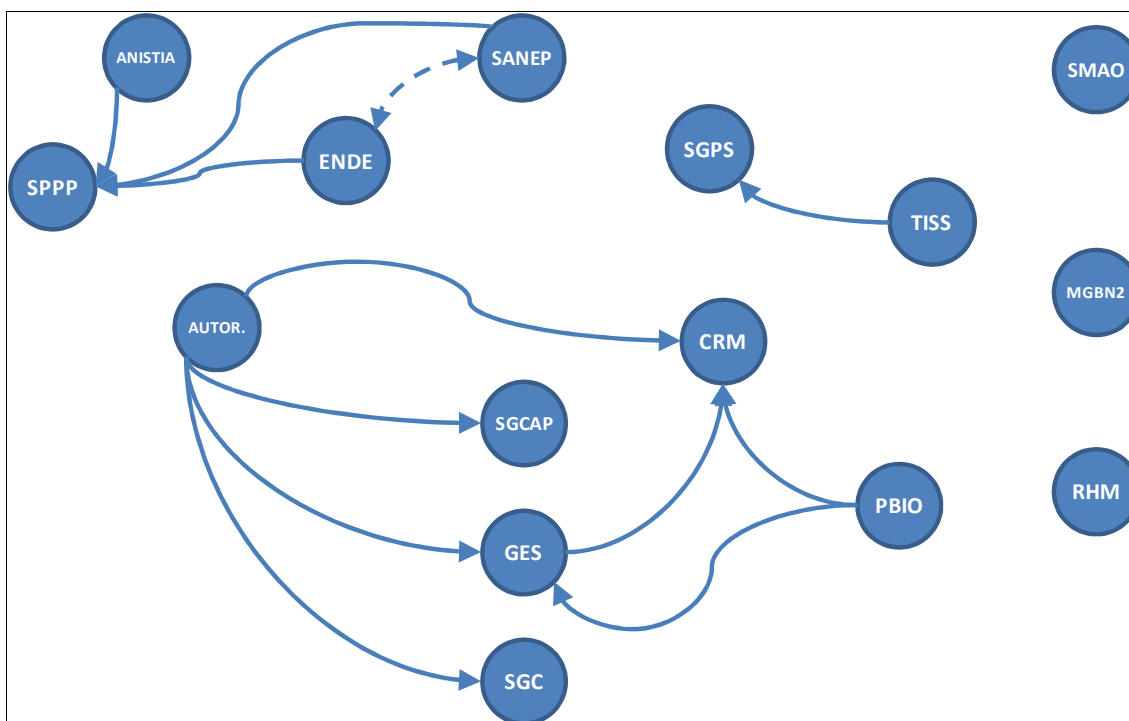 ANISTIA
SANEP
SMAO
SPPP
ENDE
SGPS
TISS
AUTOR.
CRM
MGBN2
SGCAP
PBIO
RHM
GES
SGC